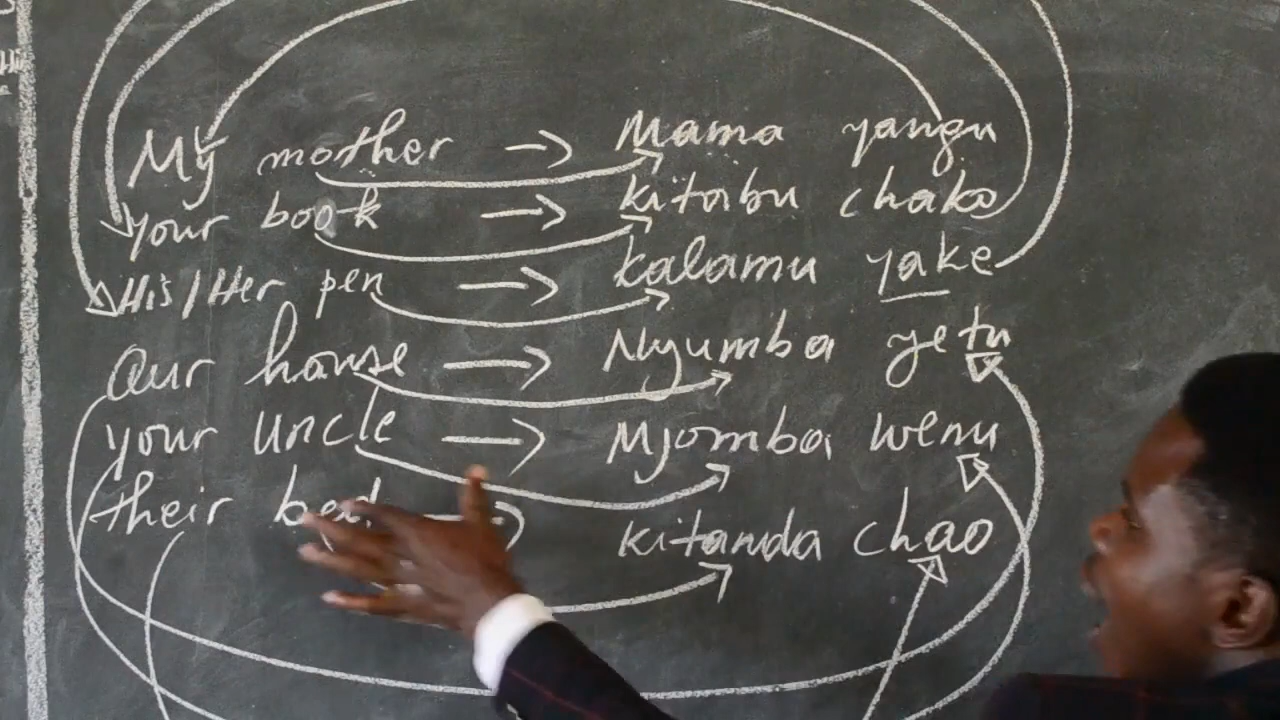 My mother → Mama yangu
Your book → kitabu chako
His/Her pen → kalamu yake
Our house → Nyumba yetu
your uncle → Mjomba wenu
their bed → kitanda chao